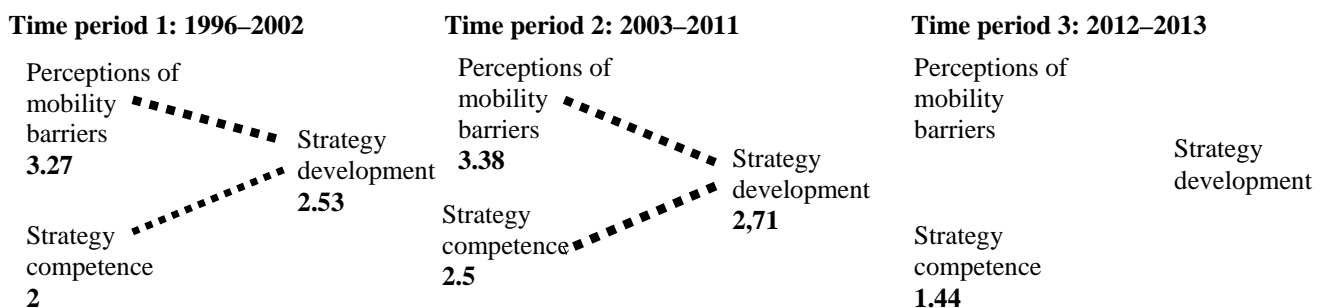 Time period 1: 1996–2002
Perceptions of
mobility
barriers
3.27
Strategy
development
2.53
Strategy
competence
2
Time period 2: 2003–2011
Perceptions of
mobility
barriers
3.38
Strategy
development
2,71
Strategy
competence
2.5
Time period 3: 2012–2013
Perceptions of
mobility
barriers
Strategy
development
Strategy
competence
1.44